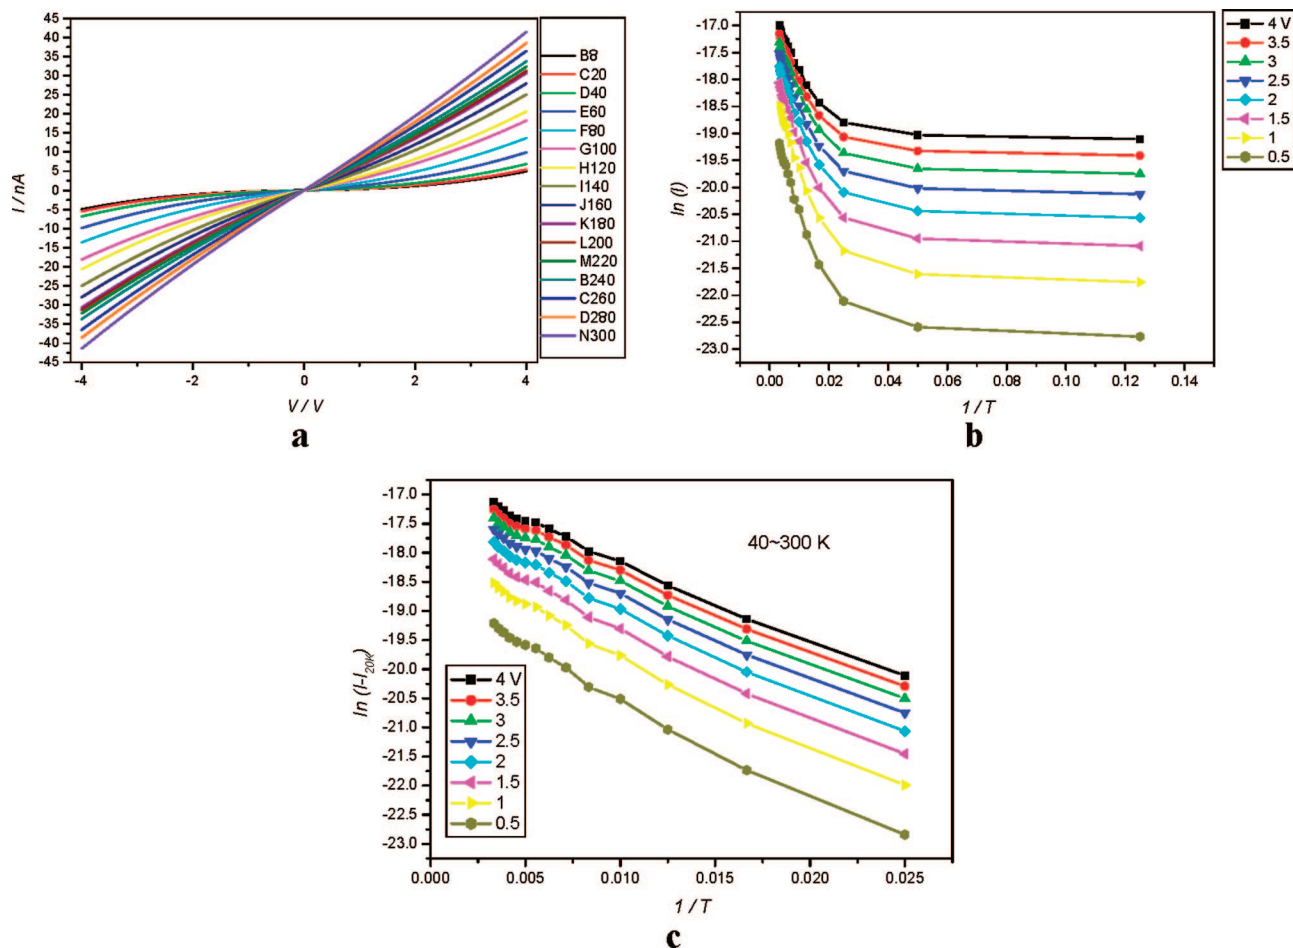 I / nA
45
40
35
30
25
20
15
10
5
0
-5
-10
-15
-20
-25
-30
-35
-40
-45
-4
-2
0
2
4
V / V
B8
C20
D40
E60
F80
G100
H120
I140
J160
K180
L200
M220
B240
C260
D280
N300
a
ln (I)
-17.0
-17.5
-18.0
-18.5
-19.0
-19.5
-20.0
-20.5
-21.0
-21.5
-22.0
-22.5
-23.0
0.00
0.02
0.04
0.06
0.08
0.10
0.12
0.14
1 / T
4 V
3.5
3
2.5
2
1.5
1
0.5
b
ln (I-I20K)
-17.0
-17.5
-18.0
-18.5
-19.0
-19.5
-20.0
-20.5
-21.0
-21.5
-22.0
-22.5
-23.0
40~300 K
4 V
3.5
3
2.5
2
1.5
1
0.5
0.000
0.005
0.010
0.015
0.020
0.025
1 / T
c